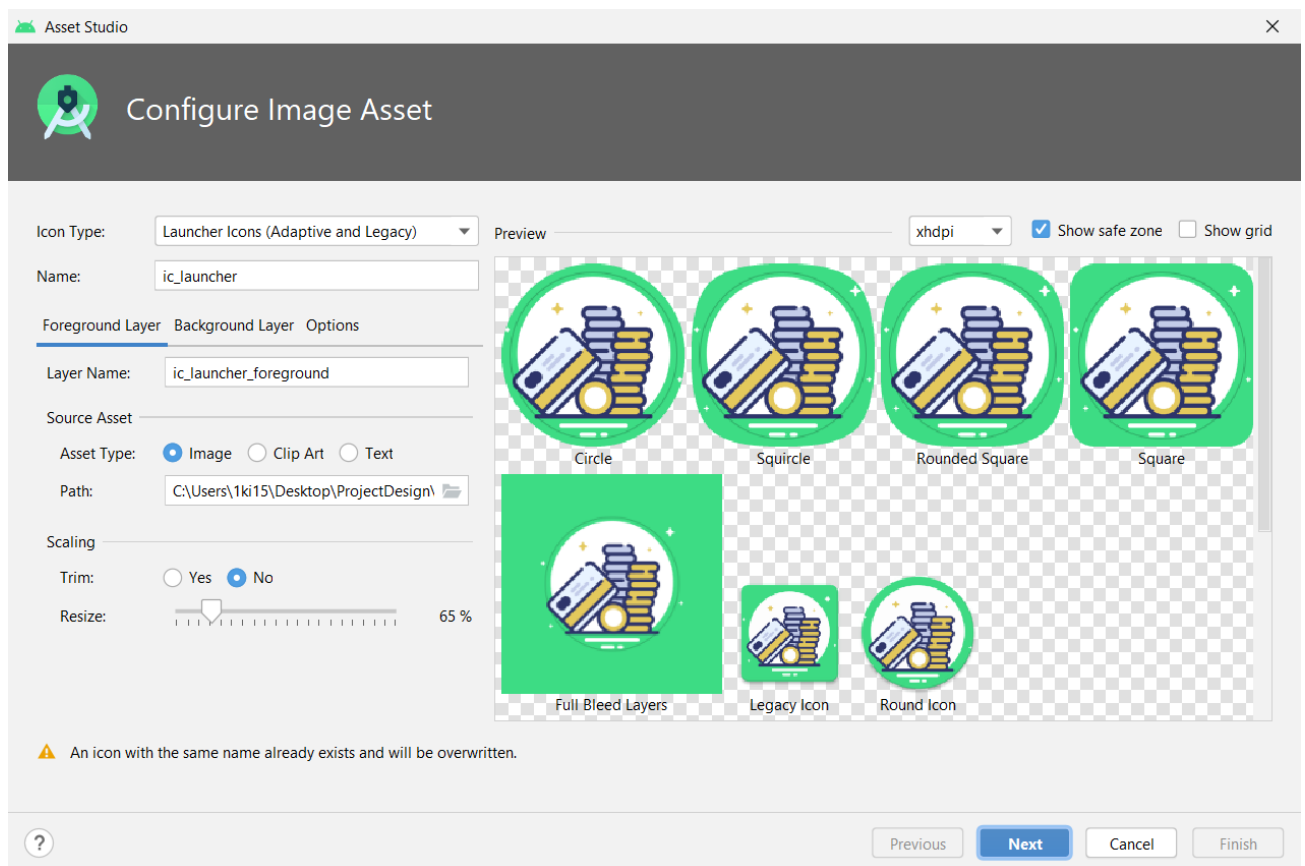 Asset Studio
Configure Image Asset
Icon Type: Launcher Icons (Adaptive and Legacy)
Name: ic_launcher
Foreground Layer Background Layer Options
Layer Name: ic_launcher_foreground
Source Asset
Asset Type: Image Clip Art Text
Path: C:\Users\1ki15\Desktop\ProjectDesign\
Scaling
Trim: Yes No
Resize: 65 %
Preview xhdpi Show safe zone Show grid
Circle Squircle Rounded Square Square
Full Bleed Layers Legacy Icon Round Icon
An icon with the same name already exists and will be overwritten.
? Previous Next Cancel Finish